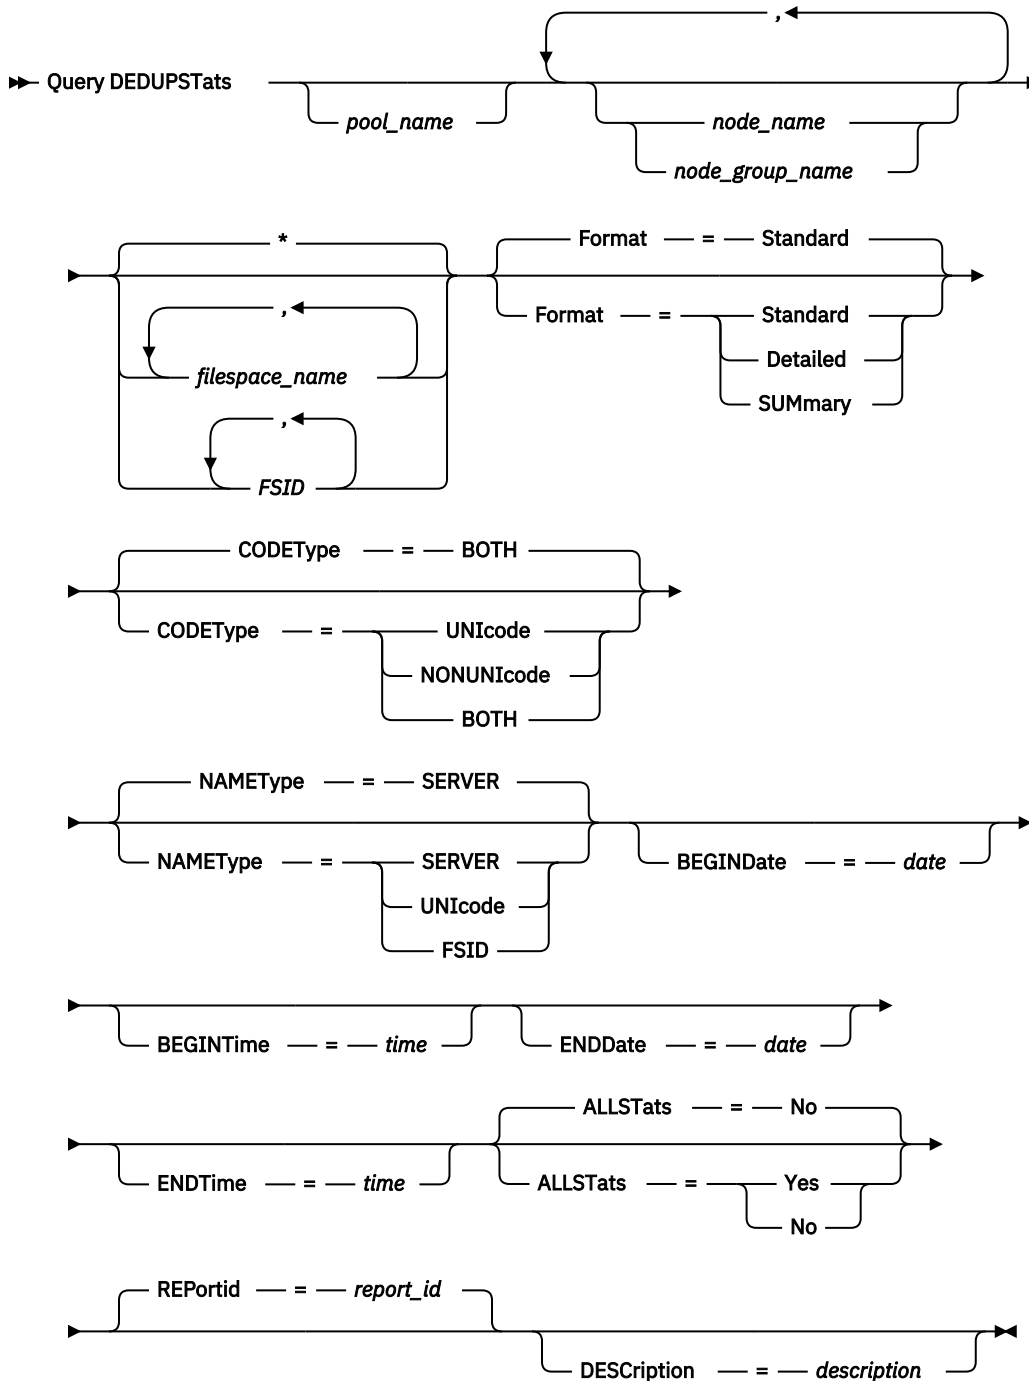 ,
Query DEDUPSTats
pool_name
node_name
node_group_name
*
,
filespace_name
,
FSID
Format = Standard
Format = Standard
Detailed
SUMmary
CODEType = BOTH
CODEType = UNIcode
NONUNIcode
BOTH
NAMEType = SERVER
NAMEType = SERVER
UNIcode
FSID
BEGINDate = date
BEGINTime = time
ENDDate = date
ENDTime = time
ALLSTats = No
ALLSTats = Yes
No
REPortid = report_id
DESCription = description